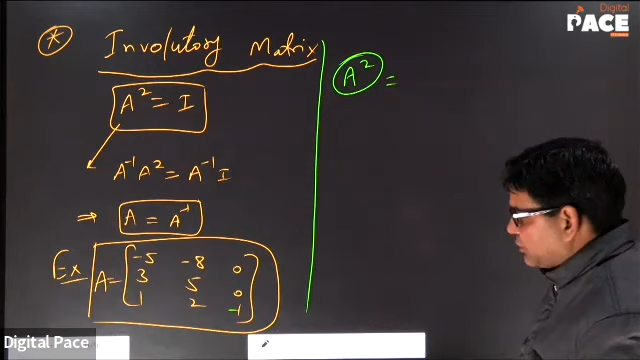 * Involutory Matrix
A² = I
A⁻¹A² = A⁻¹I
⇒ A = A⁻¹
Ex A = [ -5 -8 0
3 5 0
1 2 -1 ]
A² =
Digital
PACE
Digital Pace